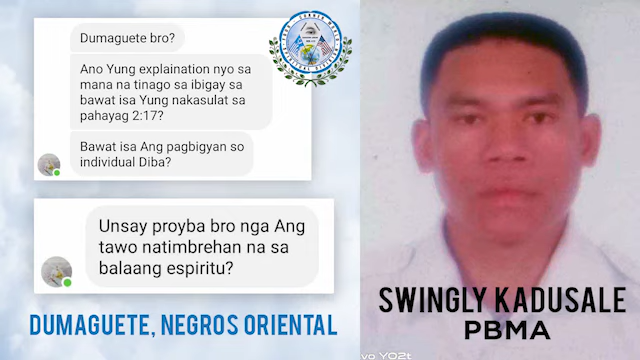 Dumaguete bro?
Ano Yung explaination nyo sa
mana na tinago sa ibigay sa
bawat isa Yung nakasulat sa
pahayag 2:17?
Bawat isa Ang pagbigyan so
individual Diba?
Unsay proyba bro nga Ang
tawo natimbrehan na sa
balaang espiritu?
DUMAGUETE, NEGROS ORIENTAL
SWINGLY KADUSALE
PBMA
vo Y02t